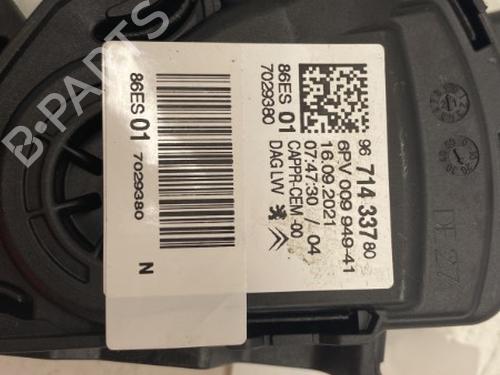 B-PARTS
86ES 01
7029380
N
86ES 01
7029380
96 714 337 80
6PV 009 949-41
16.09.2021
07:47:30 / 04
CAPPR-CEM -00
DAG LVV